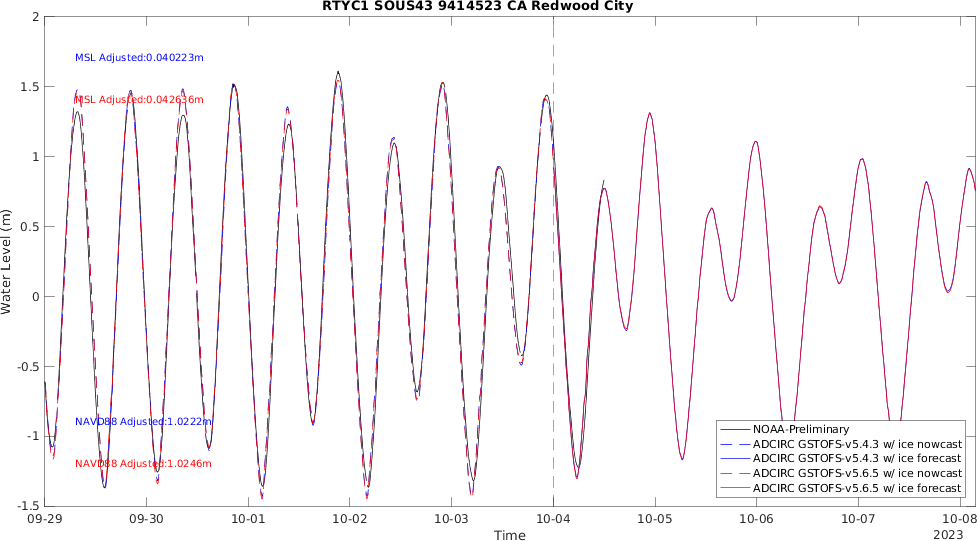 RTYC1 SOUS43 9414523 CA Redwood City
2
1.5
1
0.5
0
-0.5
-1
-1.5
Water Level (m)
MSL Adjusted:0.040223m
MSL Adjusted:0.042636m
NAVD88 Adjusted:1.0222m
NAVD88 Adjusted:1.0246m
NOAA-Preliminary
ADCIRC GSTOFS-v5.4.3 w/ ice nowcast
ADCIRC GSTOFS-v5.4.3 w/ ice forecast
ADCIRC GSTOFS-v5.6.5 w/ ice nowcast
ADCIRC GSTOFS-v5.6.5 w/ ice forecast
09-29 09-30 10-01 10-02 10-03 10-04 10-05 10-06 10-07 10-08
Time
2023